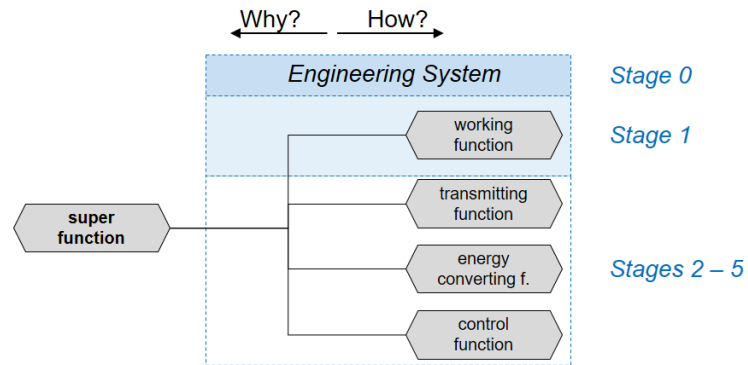 Why? How?
Engineering System
Stage 0
working
function
Stage 1
transmitting
function
super
function
energy
converting f.
Stages 2 – 5
control
function